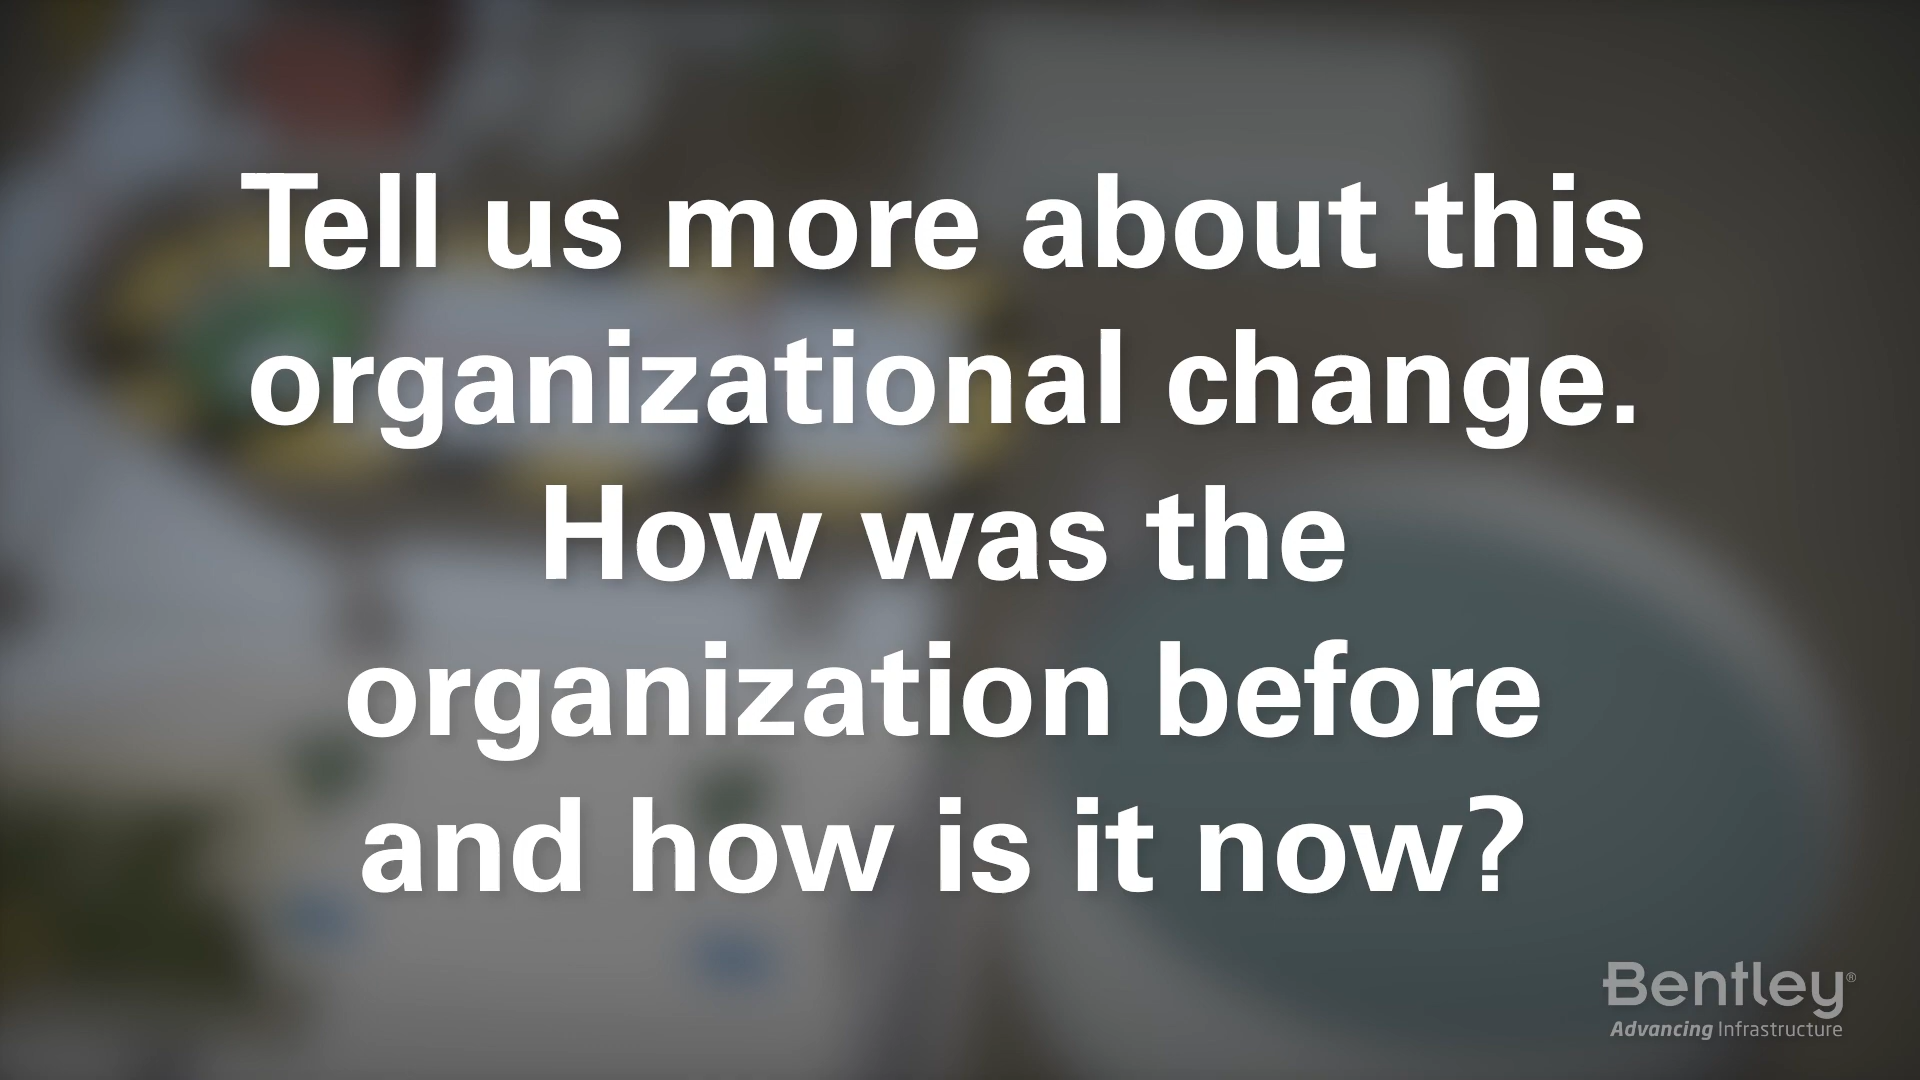 Tell us more about this
organizational change.
How was the
organization before
and how is it now?
Bentley®
Advancing Infrastructure